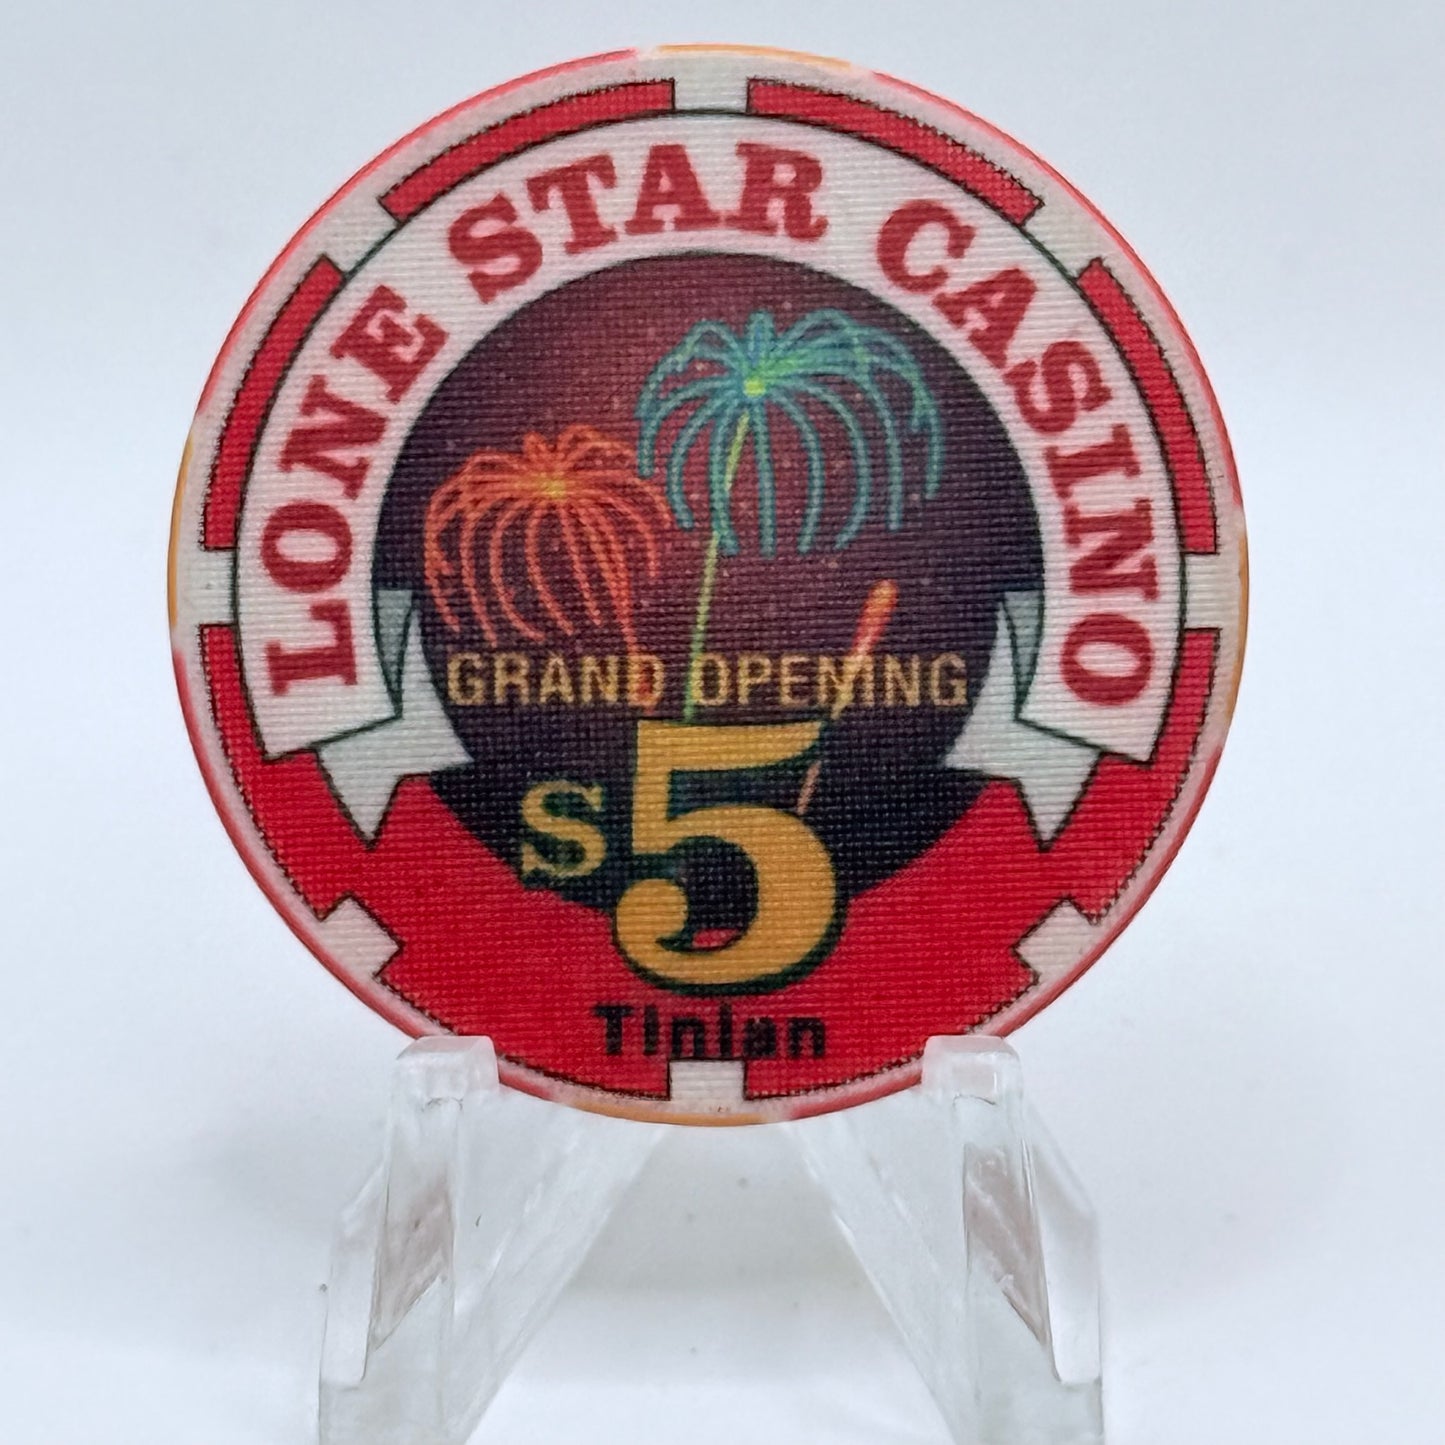 LONE STAR CASINO
GRAND OPENING
$5
Tinian